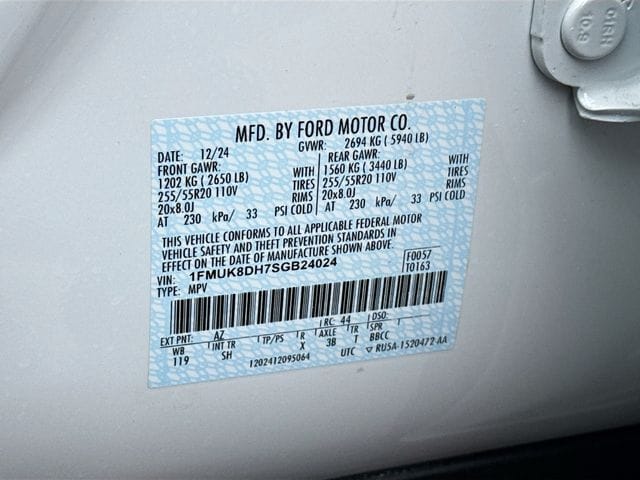 MFD. BY FORD MOTOR CO.
DATE: 12/24 GVWR: 2694 KG ( 5940 LB)
FRONT GAWR: REAR GAWR:
1202 KG ( 2650 LB) WITH 1560 KG ( 3440 LB) WITH
255/55R20 110V TIRES 255/55R20 110V TIRES
20x8.0J RIMS 20x8.0J RIMS
AT 230 kPa/ 33 PSI COLD AT 230 kPa/ 33 PSI COLD
THIS VEHICLE CONFORMS TO ALL APPLICABLE FEDERAL MOTOR
VEHICLE SAFETY AND THEFT PREVENTION STANDARDS IN
EFFECT ON THE DATE OF MANUFACTURE SHOWN ABOVE.
VIN: 1FMUK8DH7SGB24024 F0057
TYPE: MPV T0163
EXT PNT: AZ RC: 44 DSO:
WB INT TR TP/PS R AXLE TR SPR
119 SH X 3B T BBCC
1202412095064 UTC RU5A-1520472-AA
10.9